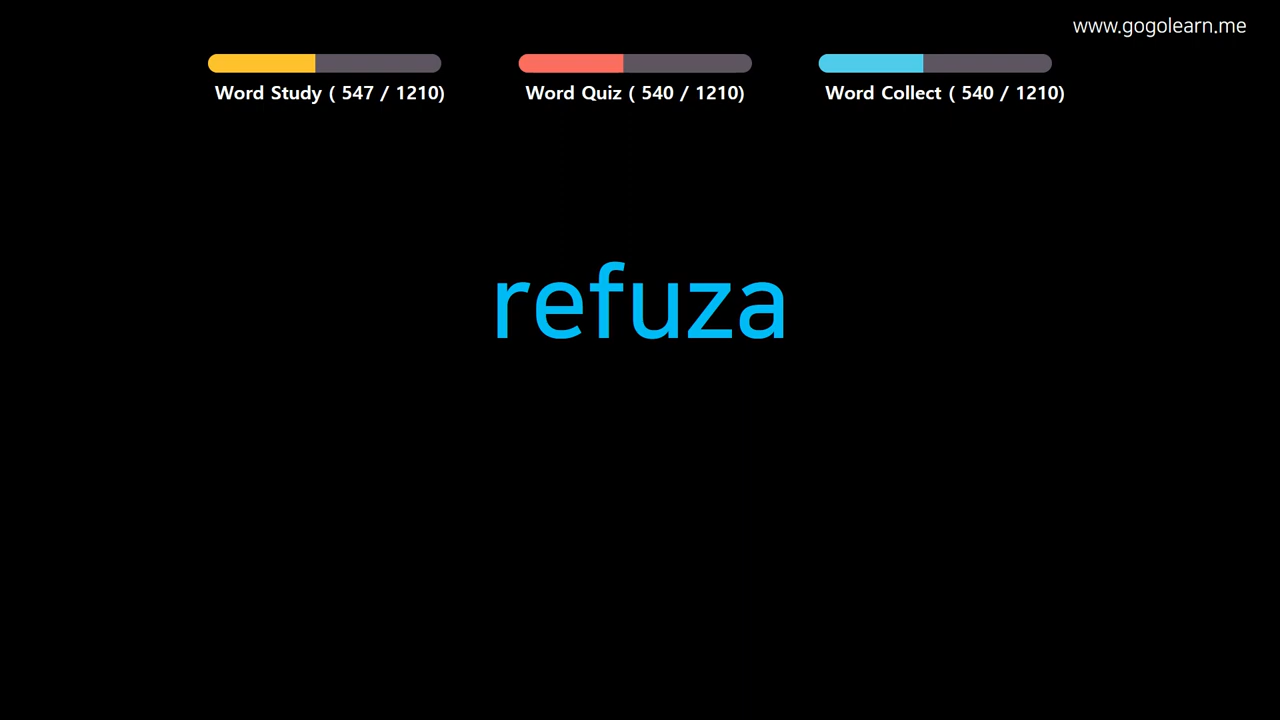 www.gogolearn.me
Word Study ( 547 / 1210)
Word Quiz ( 540 / 1210)
Word Collect ( 540 / 1210)
refuza